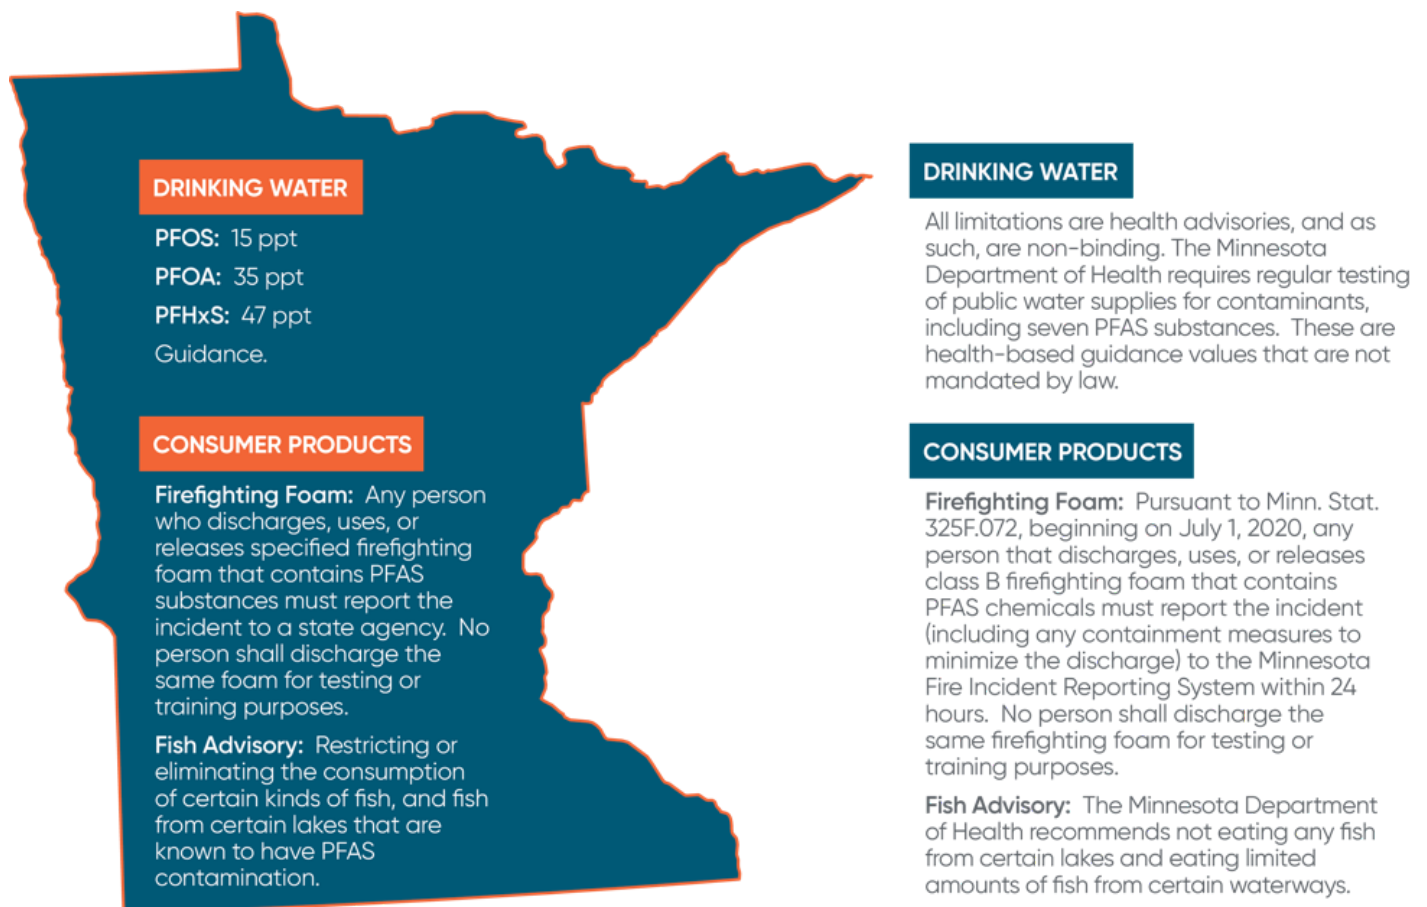 DRINKING WATER
PFOS: 15 ppt
PFOA: 35 ppt
PFHxS: 47 ppt
Guidance.
CONSUMER PRODUCTS
Firefighting Foam: Any person
who discharges, uses, or
releases specified firefighting
foam that contains PFAS
substances must report the
incident to a state agency. No
person shall discharge the
same foam for testing or
training purposes.
Fish Advisory: Restricting or
eliminating the consumption
of certain kinds of fish, and fish
from certain lakes that are
known to have PFAS
contamination.
DRINKING WATER
All limitations are health advisories, and as
such, are non-binding. The Minnesota
Department of Health requires regular testing
of public water supplies for contaminants,
including seven PFAS substances. These are
health-based guidance values that are not
mandated by law.
CONSUMER PRODUCTS
Firefighting Foam: Pursuant to Minn. Stat.
325F.072, beginning on July 1, 2020, any
person that discharges, uses, or releases
class B firefighting foam that contains
PFAS chemicals must report the incident
(including any containment measures to
minimize the discharge) to the Minnesota
Fire Incident Reporting System within 24
hours. No person shall discharge the
same firefighting foam for testing or
training purposes.
Fish Advisory: The Minnesota Department
of Health recommends not eating any fish
from certain lakes and eating limited
amounts of fish from certain waterways.